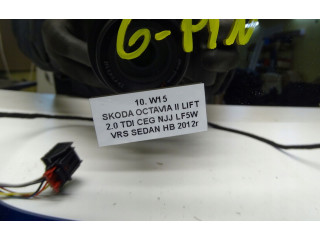 6-PIN
10. W15
SKODA OCTAVIA II LIFT
2.0 TDI CEG NJJ LF5W
VRS SEDAN HB 2012r